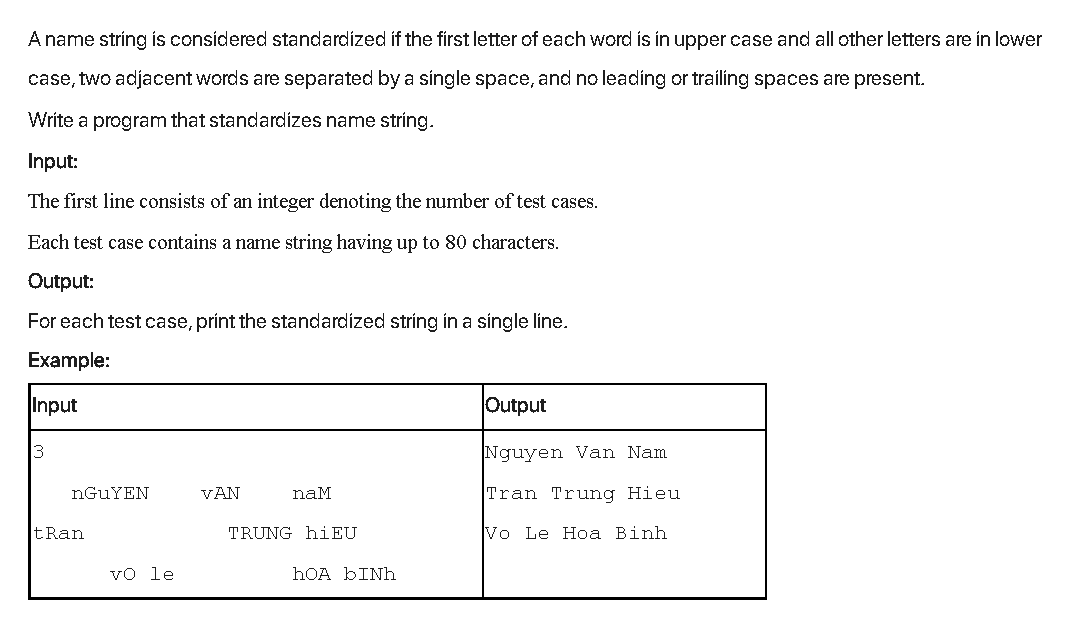 A name string is considered standardized if the first letter of each word is in upper case and all other letters are in lower
case, two adjacent words are separated by a single space, and no leading or trailing spaces are present.
Write a program that standardizes name string.
Input:
The first line consists of an integer denoting the number of test cases.
Each test case contains a name string having up to 80 characters.
Output:
For each test case, print the standardized string in a single line.
Example:
Input Output
3 Nguyen Van Nam
   nGuYEN    vAN    naM Tran Trung Hieu
tRan           TRUNG hiEU Vo Le Hoa Binh
      vO le         hOA bINh